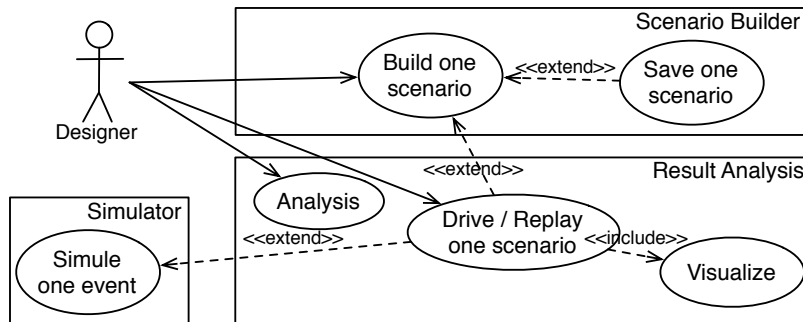 Scenario Builder
Build one
scenario
<<extend>>
Save one
scenario
Designer
<<extend>>
Result Analysis
Analysis
Drive / Replay
one scenario
Simulator
<<extend>>
<<include>>
Simule
one event
Visualize